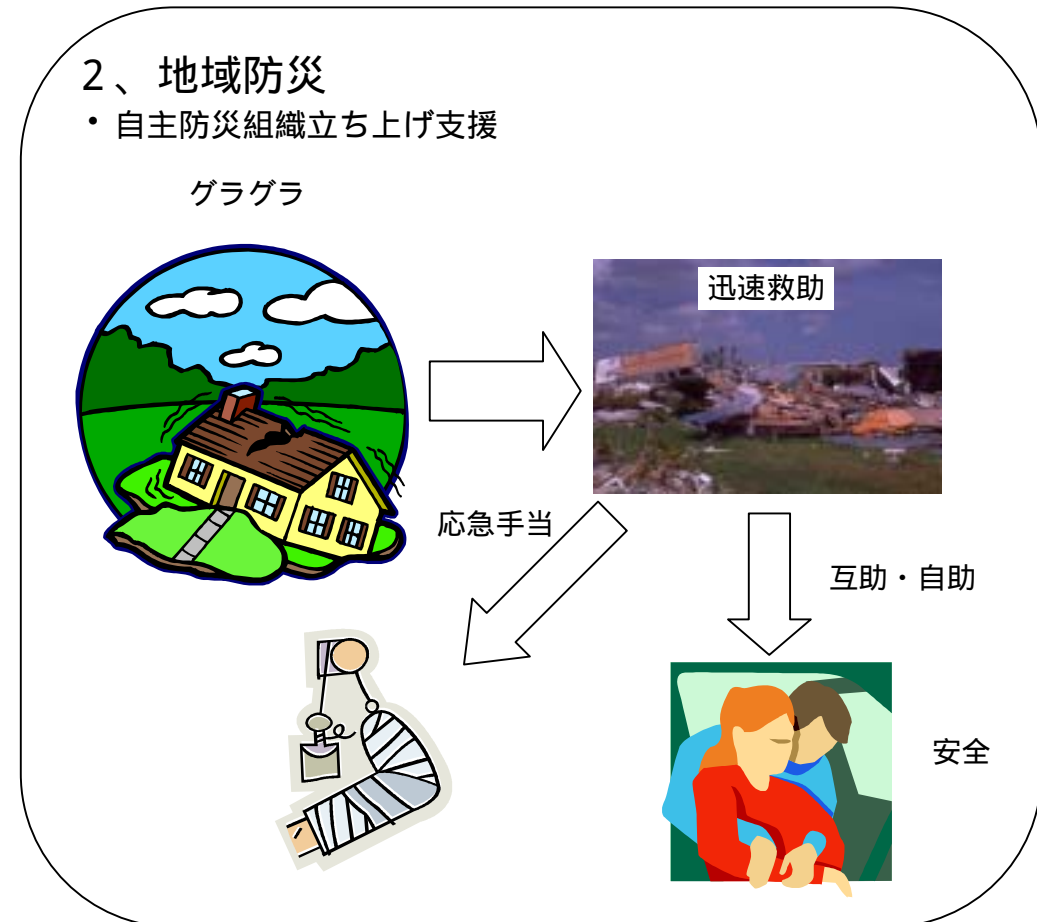 2、地域防災
・自主防災組織立ち上げ支援
グラグラ
迅速救助
応急手当
互助・自助
安全